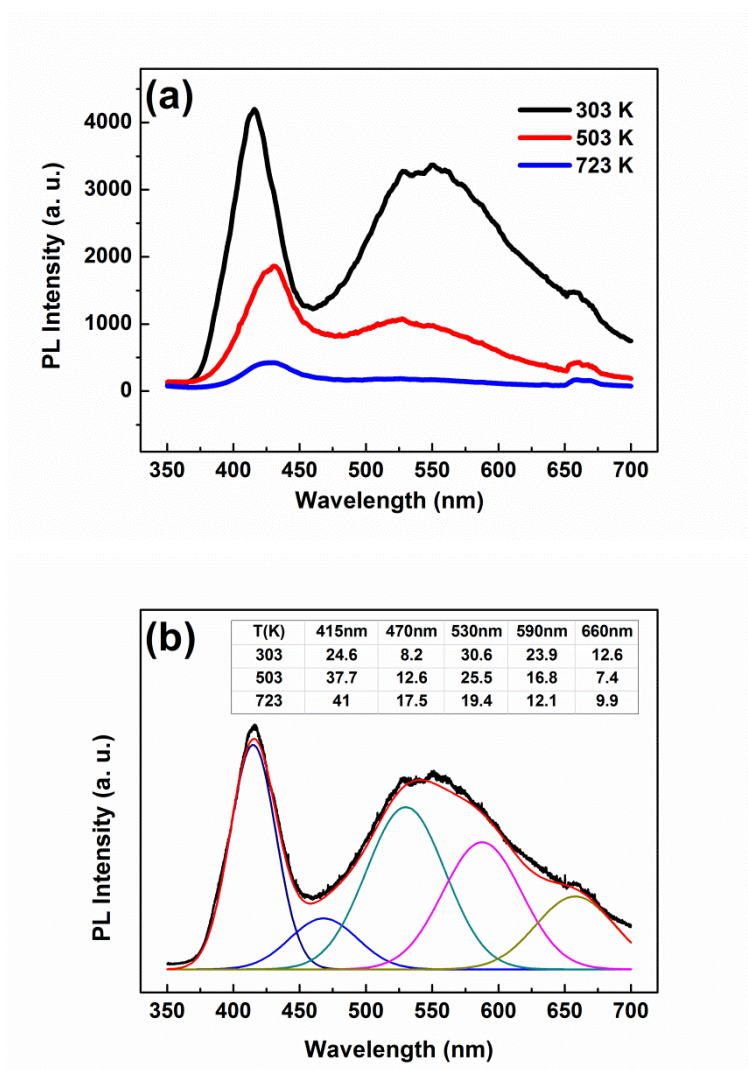 (a)
303 K
503 K
723 K
4000
3000
2000
1000
0
PL Intensity (a. u.)
350 400 450 500 550 600 650 700
Wavelength (nm)
(b)
T(K) 415nm 470nm 530nm 590nm 660nm
303 24.6 8.2 30.6 23.9 12.6
503 37.7 12.6 25.5 16.8 7.4
723 41 17.5 19.4 12.1 9.9
PL Intensity (a. u.)
350 400 450 500 550 600 650 700
Wavelength (nm)